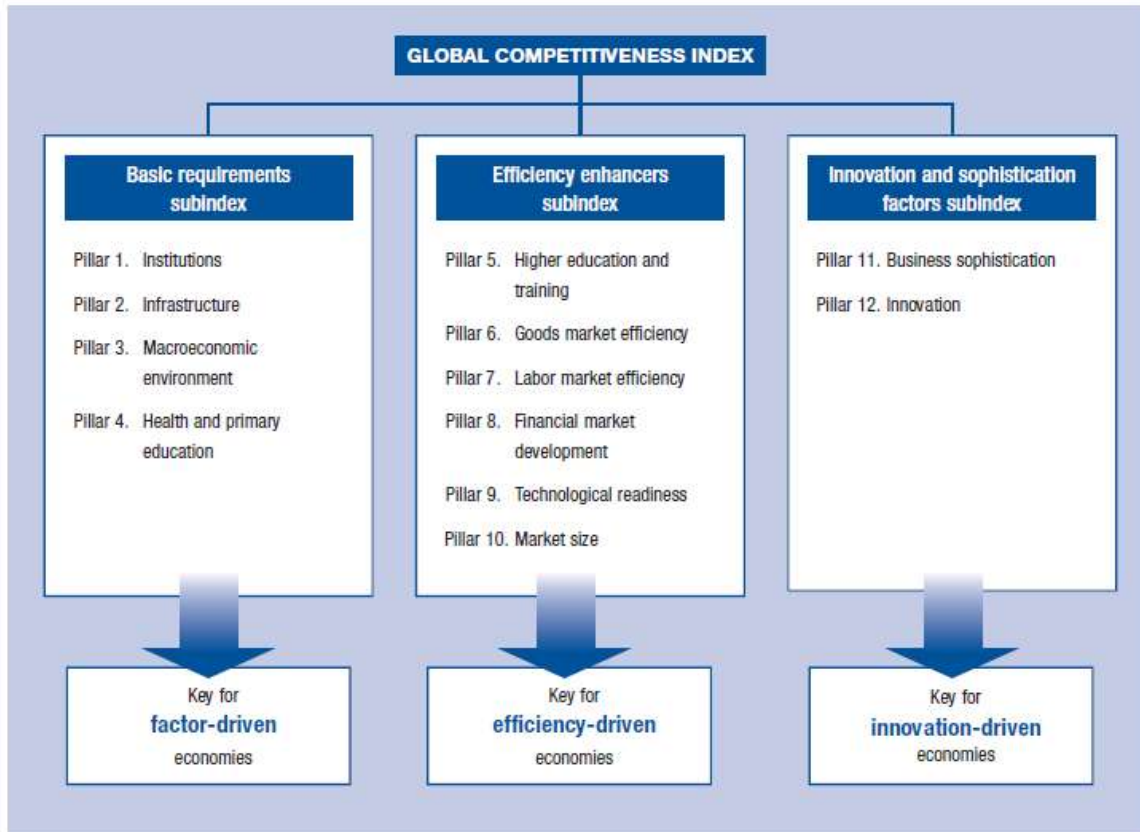 GLOBAL COMPETITIVENESS INDEX
Basic requirements
subindex
Pillar 1. Institutions
Pillar 2. Infrastructure
Pillar 3. Macroeconomic
environment
Pillar 4. Health and primary
education
Key for
factor-driven
economies
Efficiency enhancers
subindex
Pillar 5. Higher education and
training
Pillar 6. Goods market efficiency
Pillar 7. Labor market efficiency
Pillar 8. Financial market
development
Pillar 9. Technological readiness
Pillar 10. Market size
Key for
efficiency-driven
economies
Innovation and sophistication
factors subindex
Pillar 11. Business sophistication
Pillar 12. Innovation
Key for
innovation-driven
economies